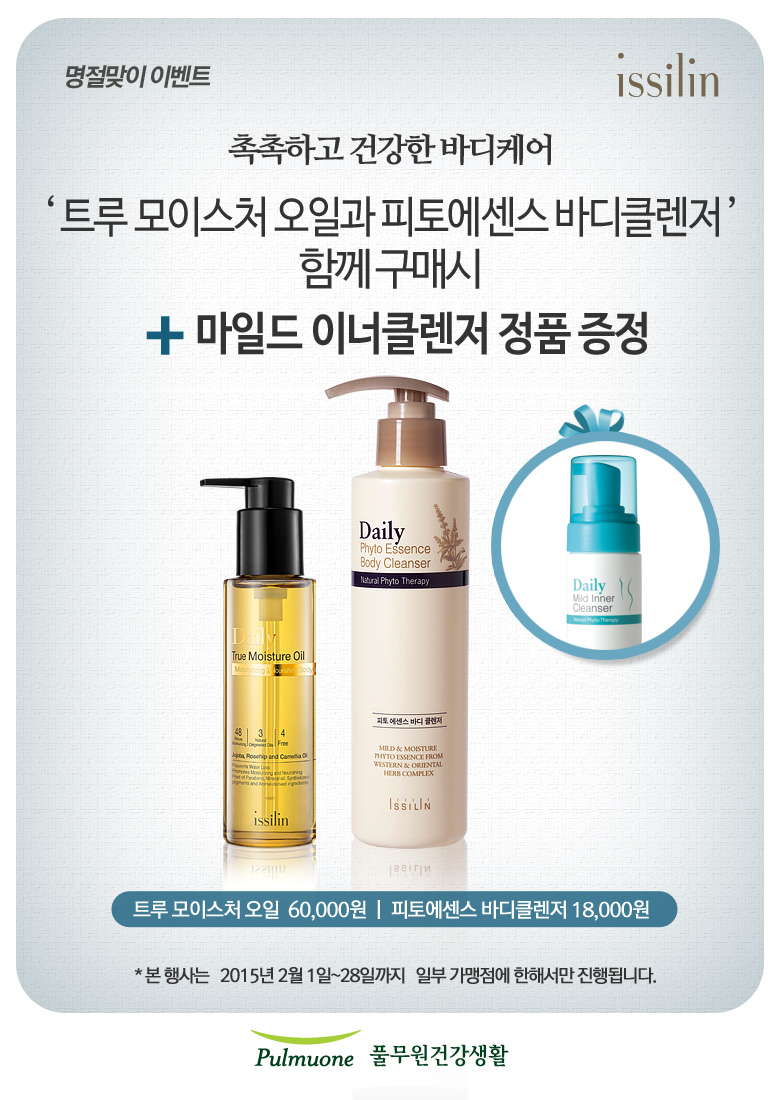 명절맞이 이벤트
issilin
촉촉하고 건강한 바디케어
‘ 트루 모이스처 오일과 피토에센스 바디클렌저 ’
함께 구매시
+ 마일드 이너클렌저 정품 증정
Daily
True Moisture Oil
48
3
4
Free
Jojoba, Rosehip and Camellia Oil
Prevents Water Loss
issilin
Daily
Phyto Essence
Body Cleanser
Natural Phyto Therapy
피토 에센스 바디 클렌저
MILD & MOISTURE
PHYTO ESSENCE FROM
WESTERN & ORIENTAL
HERB COMPLEX
ISSILIN
Daily
Mild Inner
Cleanser
Natural Phyto Therapy
트루 모이스처 오일 60,000원 | 피토에센스 바디클렌저 18,000원
* 본 행사는 2015년 2월 1일~28일까지 일부 가맹점에 한해서만 진행됩니다.
Pulmuone 풀무원건강생활